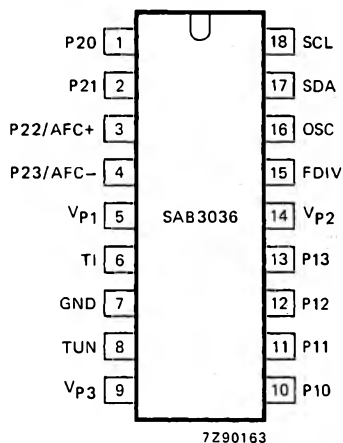 P20 1 18 SCL
P21 2 17 SDA
P22/AFC+ 3 16 OSC
P23/AFC− 4 15 FDIV
VP1 5 SAB3036 14 VP2
TI 6 13 P13
GND 7 12 P12
TUN 8 11 P11
VP3 9 10 P10
7Z90163